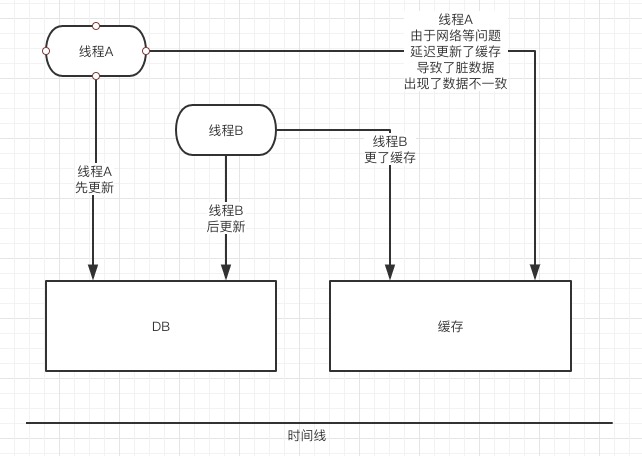 线程A
线程A
由于网络等问题
延迟更新了缓存
导致了脏数据
出现了数据不一致
线程B
线程B
更了缓存
线程A
先更新
线程B
后更新
DB
缓存
时间线